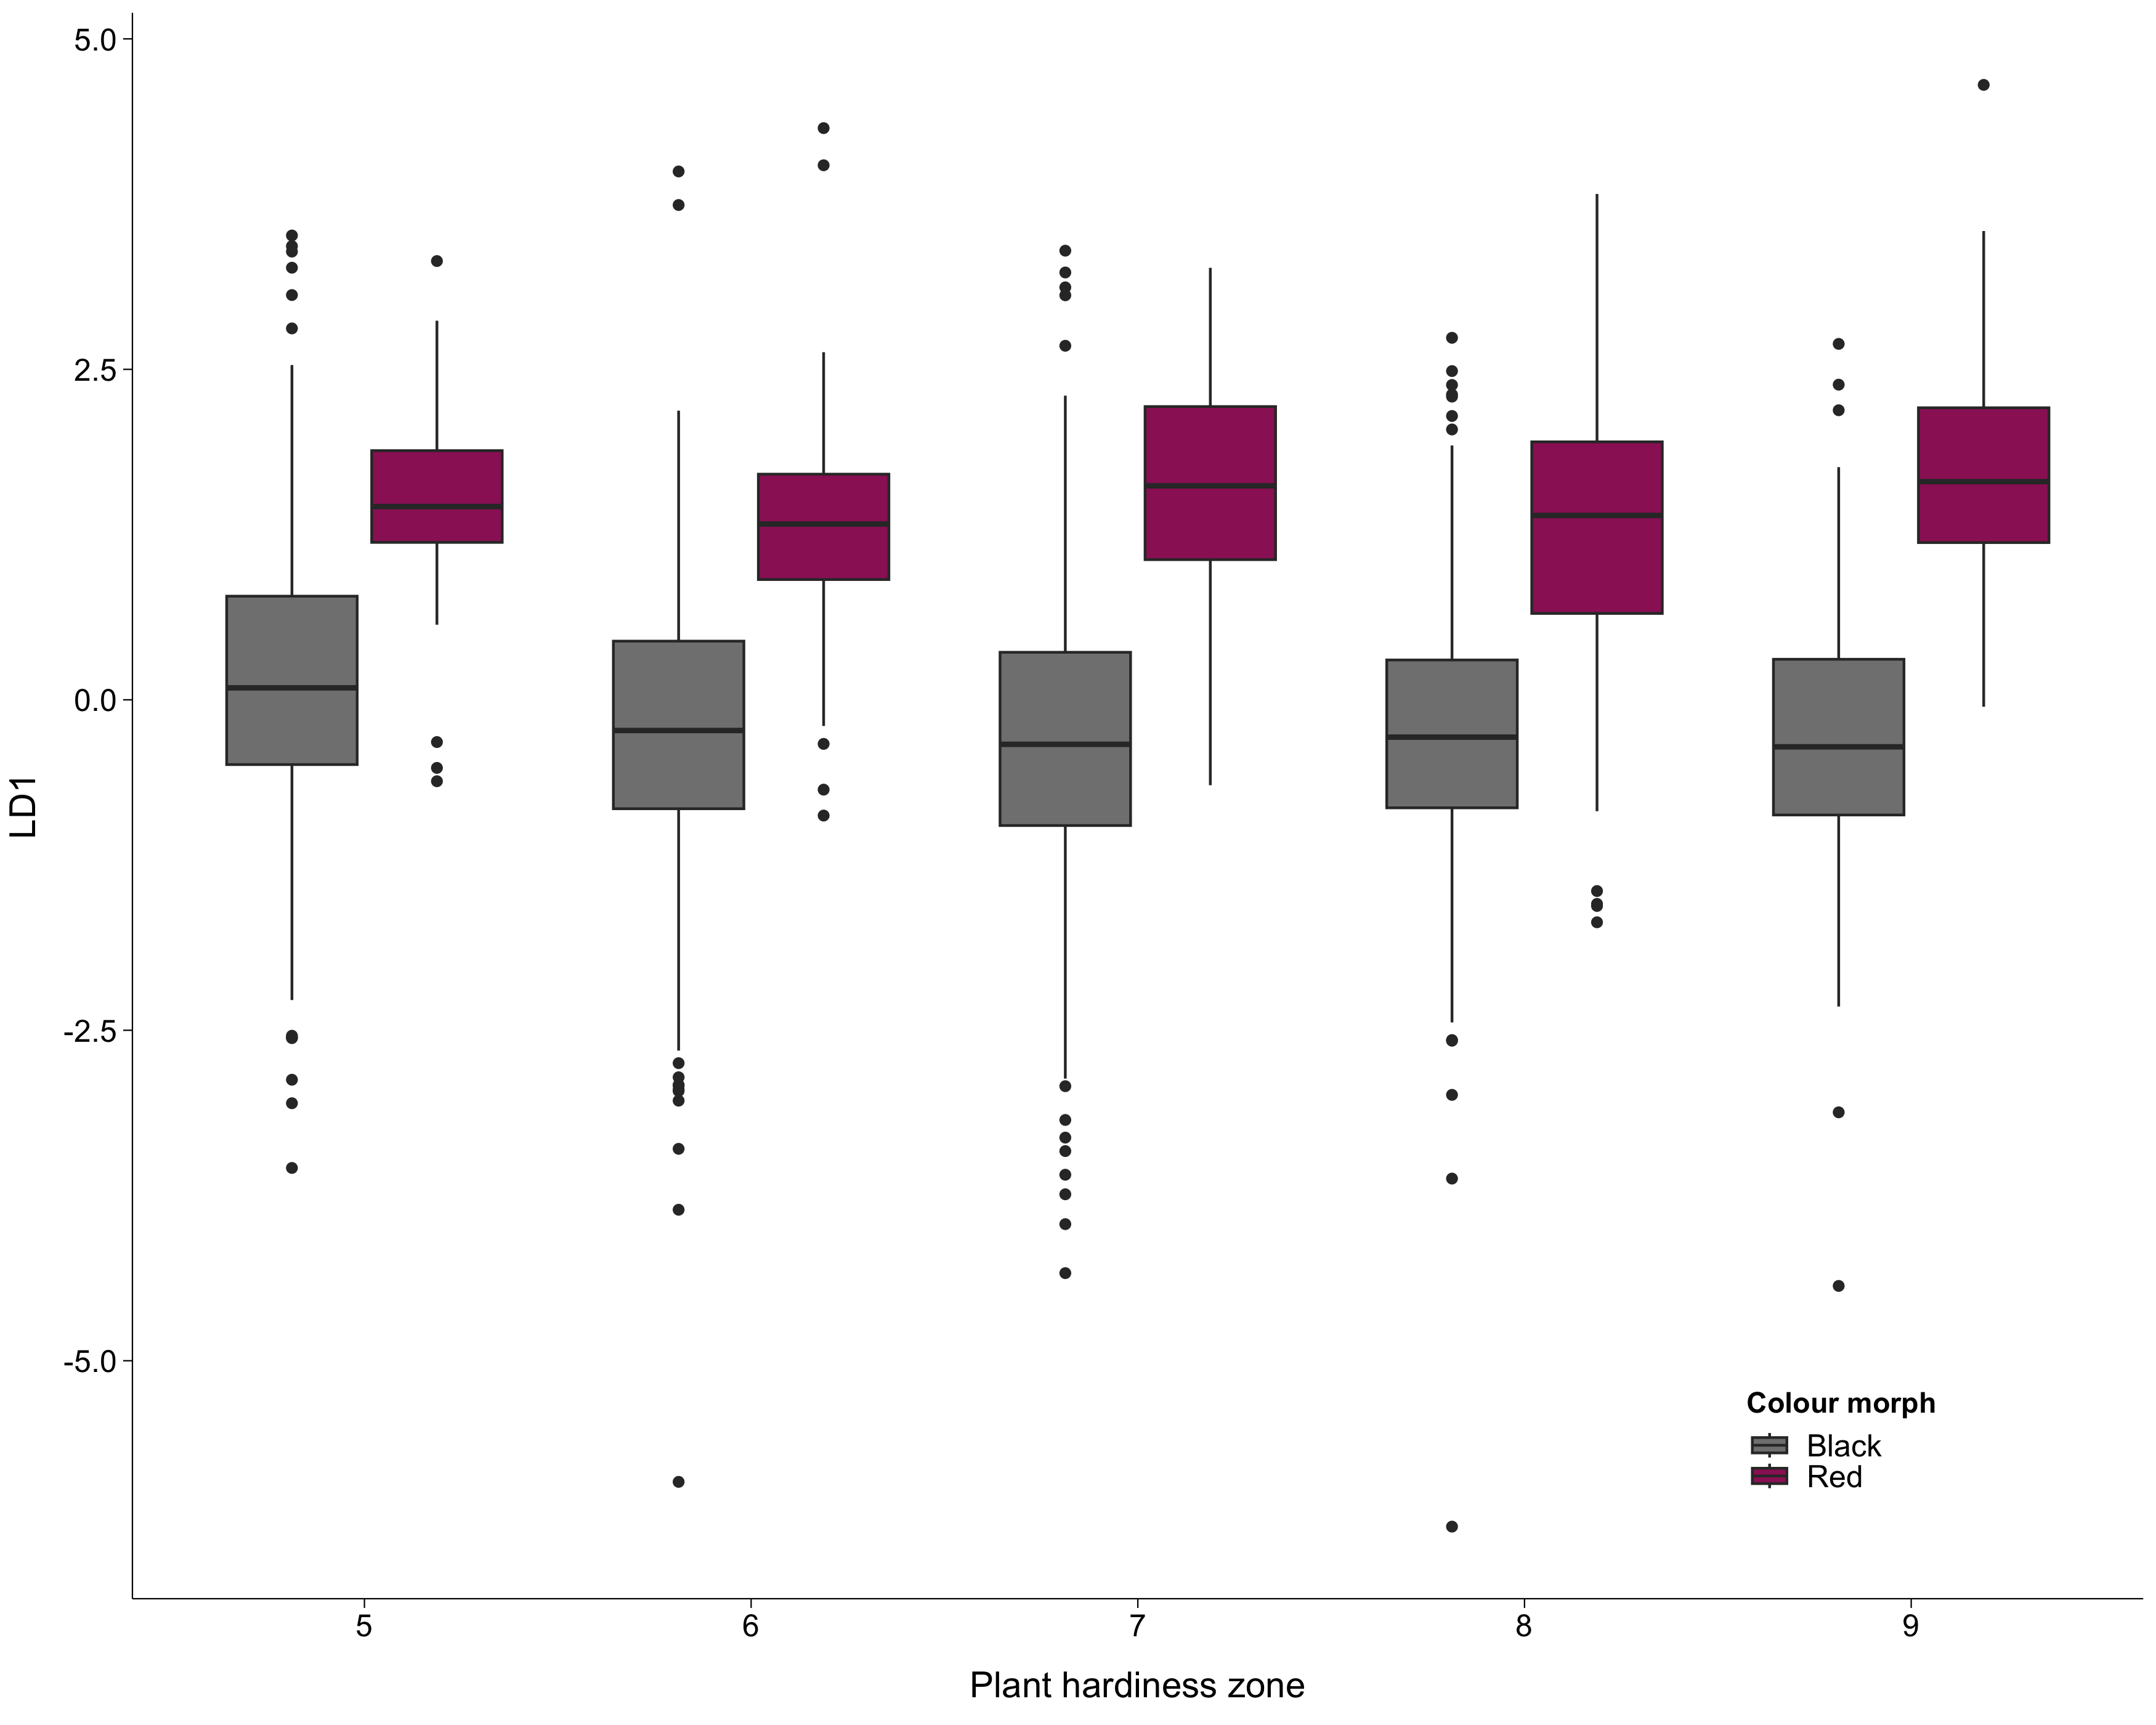 5.0
2.5
0.0
-2.5
-5.0
LD1
5 6 7 8 9
Plant hardiness zone
Colour morph
Black
Red